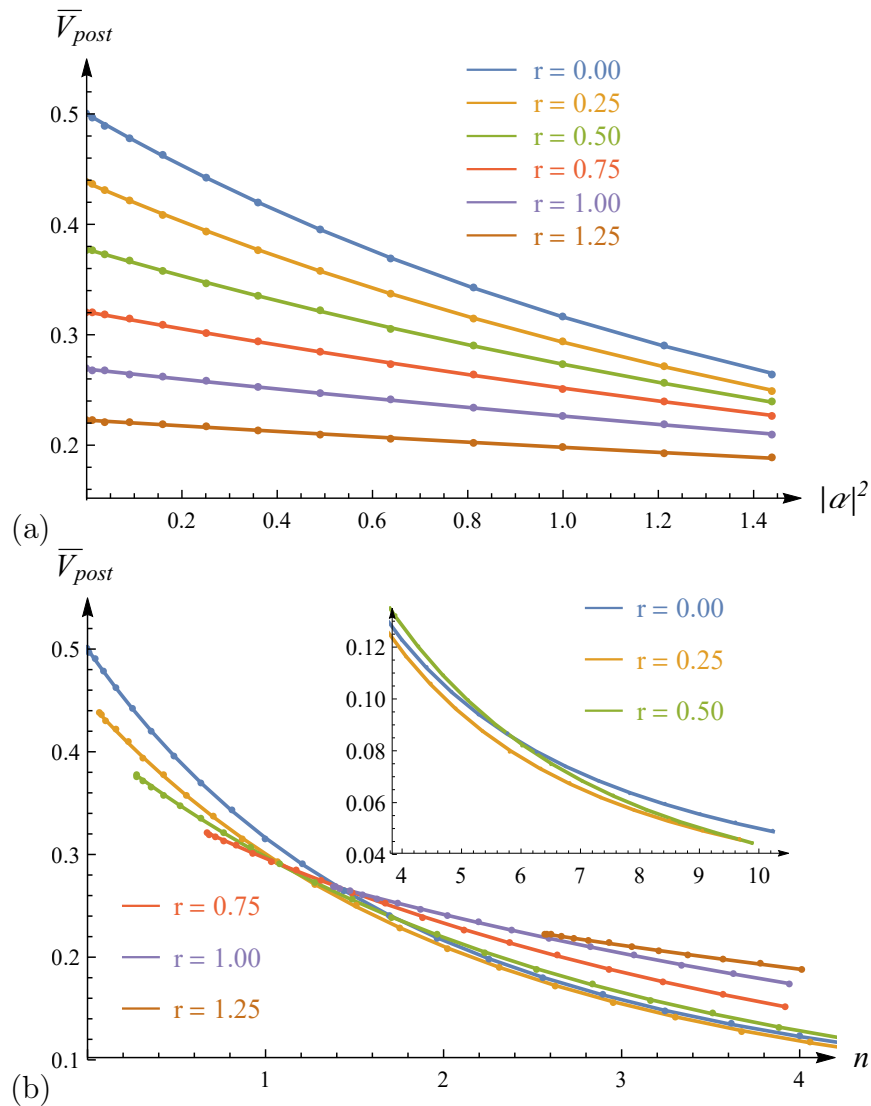 V̅post
r = 0.00
r = 0.25
r = 0.50
r = 0.75
r = 1.00
r = 1.25
0.5
0.4
0.3
0.2
0.2 0.4 0.6 0.8 1.0 1.2 1.4
|α|²
(a)
V̅post
r = 0.00
r = 0.25
r = 0.50
0.12
0.10
0.08
0.06
0.04
4 5 6 7 8 9 10
0.5
0.4
0.3
0.2
0.1
r = 0.75
r = 1.00
r = 1.25
1 2 3 4
n
(b)